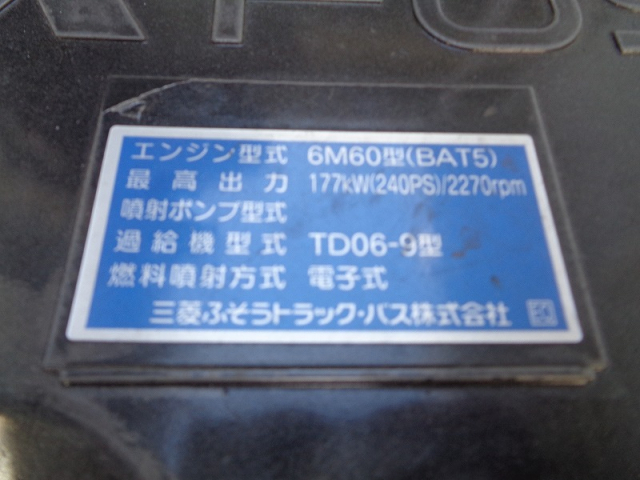 エンジン型式 6M60型(BAT5)
最高出力 177kW(240PS)/2270rpm
噴射ポンプ型式
過給機型式 TD06-9型
燃料噴射方式 電子式
三菱ふそうトラック・バス株式会社